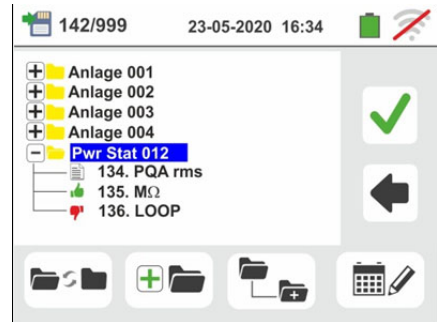 142/999 23-05-2020 16:34
Anlage 001
Anlage 002
Anlage 003
Anlage 004
Pwr Stat 012
134. PQA rms
135. MΩ
136. LOOP